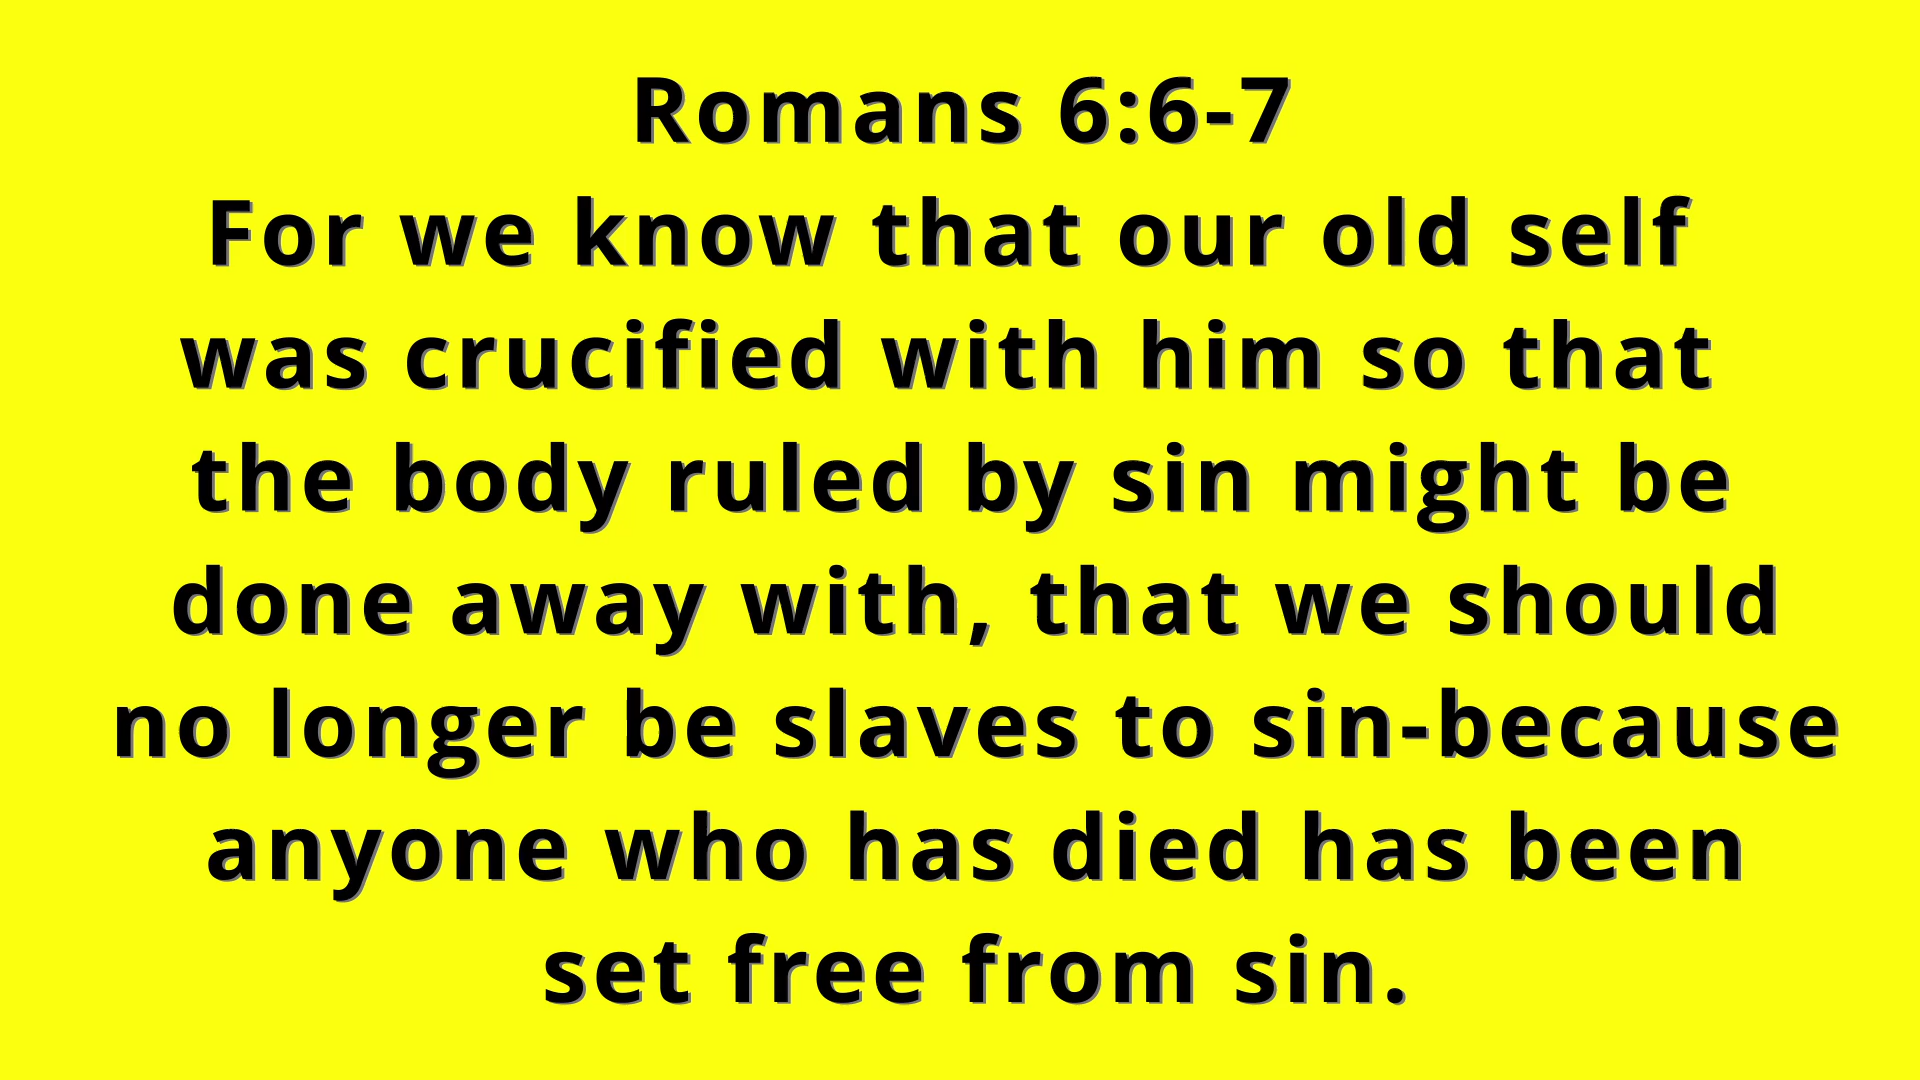 Romans 6:6-7
For we know that our old self
was crucified with him so that
the body ruled by sin might be
done away with, that we should
no longer be slaves to sin-because
anyone who has died has been
set free from sin.